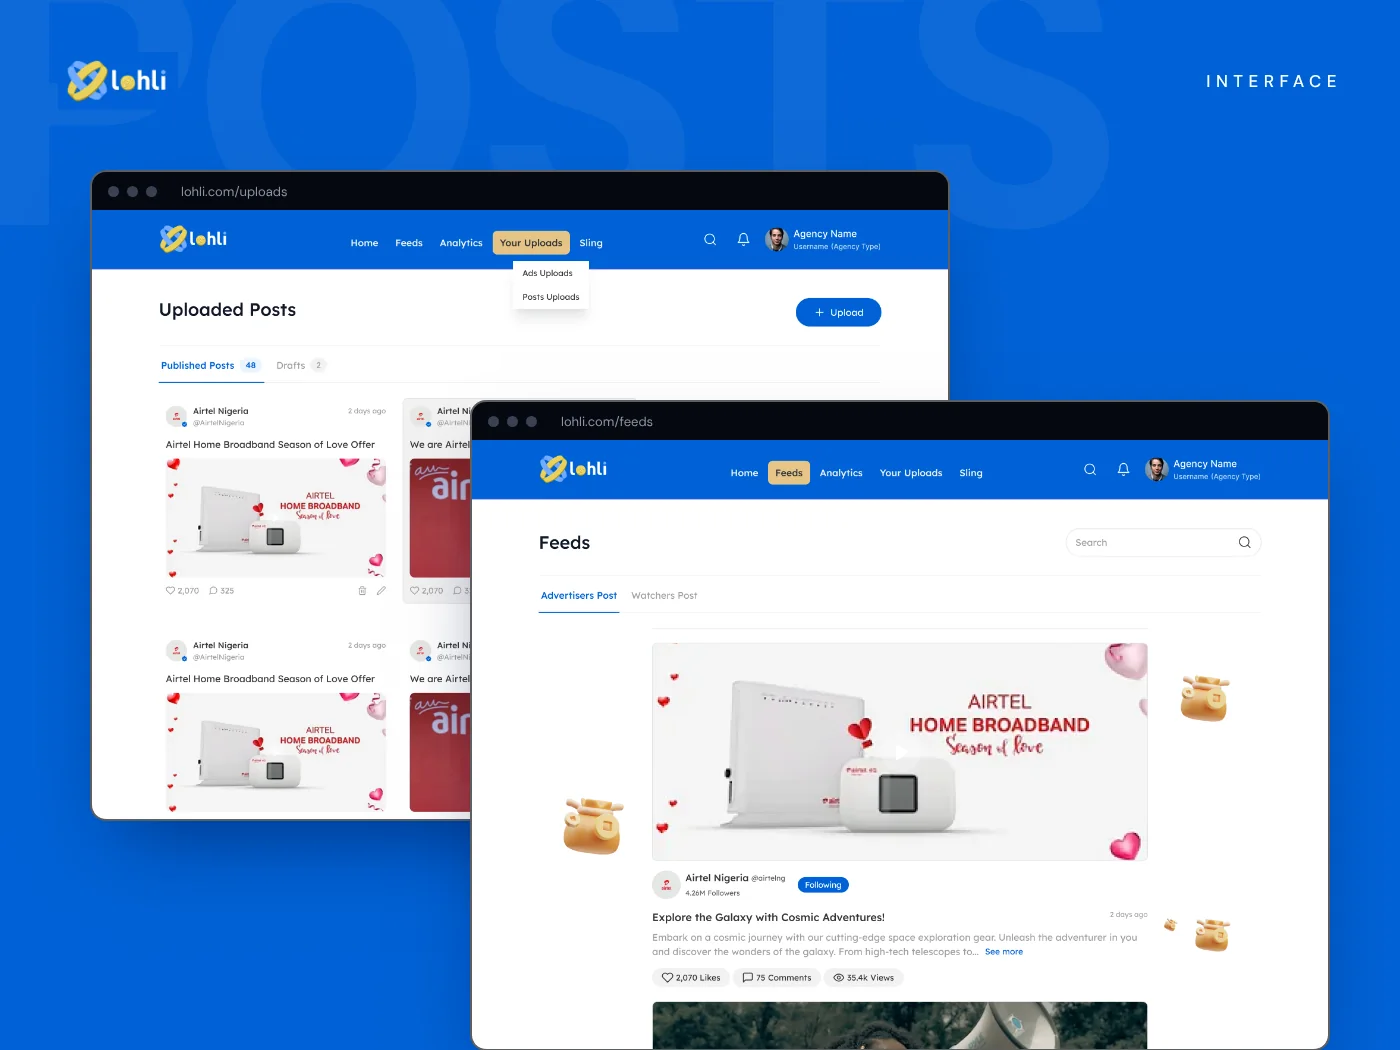 POSTS
lohli
INTERFACE
lohli.com/uploads
lohli
Home Feeds Analytics Your Uploads Sling
Agency Name
Username (Agency Type)
Ads Uploads
Posts Uploads
Uploaded Posts
+ Upload
Published Posts 48 Drafts 2
Airtel Nigeria 2 days ago
@AirtelNigeria
Airtel Home Broadband Season of Love Offer
AIRTEL
HOME BROADBAND
Season of love
2,070 325
Airtel Ni
@AirtelNi
We are Airtel
air
2,070
Airtel Nigeria 2 days ago
@AirtelNigeria
Airtel Home Broadband Season of Love Offer
AIRTEL
HOME BROADBAND
Season of love
Airtel Ni
@AirtelNi
We are Airtel
air
lohli.com/feeds
lohli
Home Feeds Analytics Your Uploads Sling
Agency Name
Username (Agency Type)
Feeds
Search
Advertisers Post Watchers Post
AIRTEL
HOME BROADBAND
Season of love
Airtel Nigeria @airtelng
4.26M Followers
Following
Explore the Galaxy with Cosmic Adventures!
2 days ago
Embark on a cosmic journey with our cutting-edge space exploration gear. Unleash the adventurer in you
and discover the wonders of the galaxy. From high-tech telescopes to... See more
2,070 Likes 75 Comments 35.4k Views